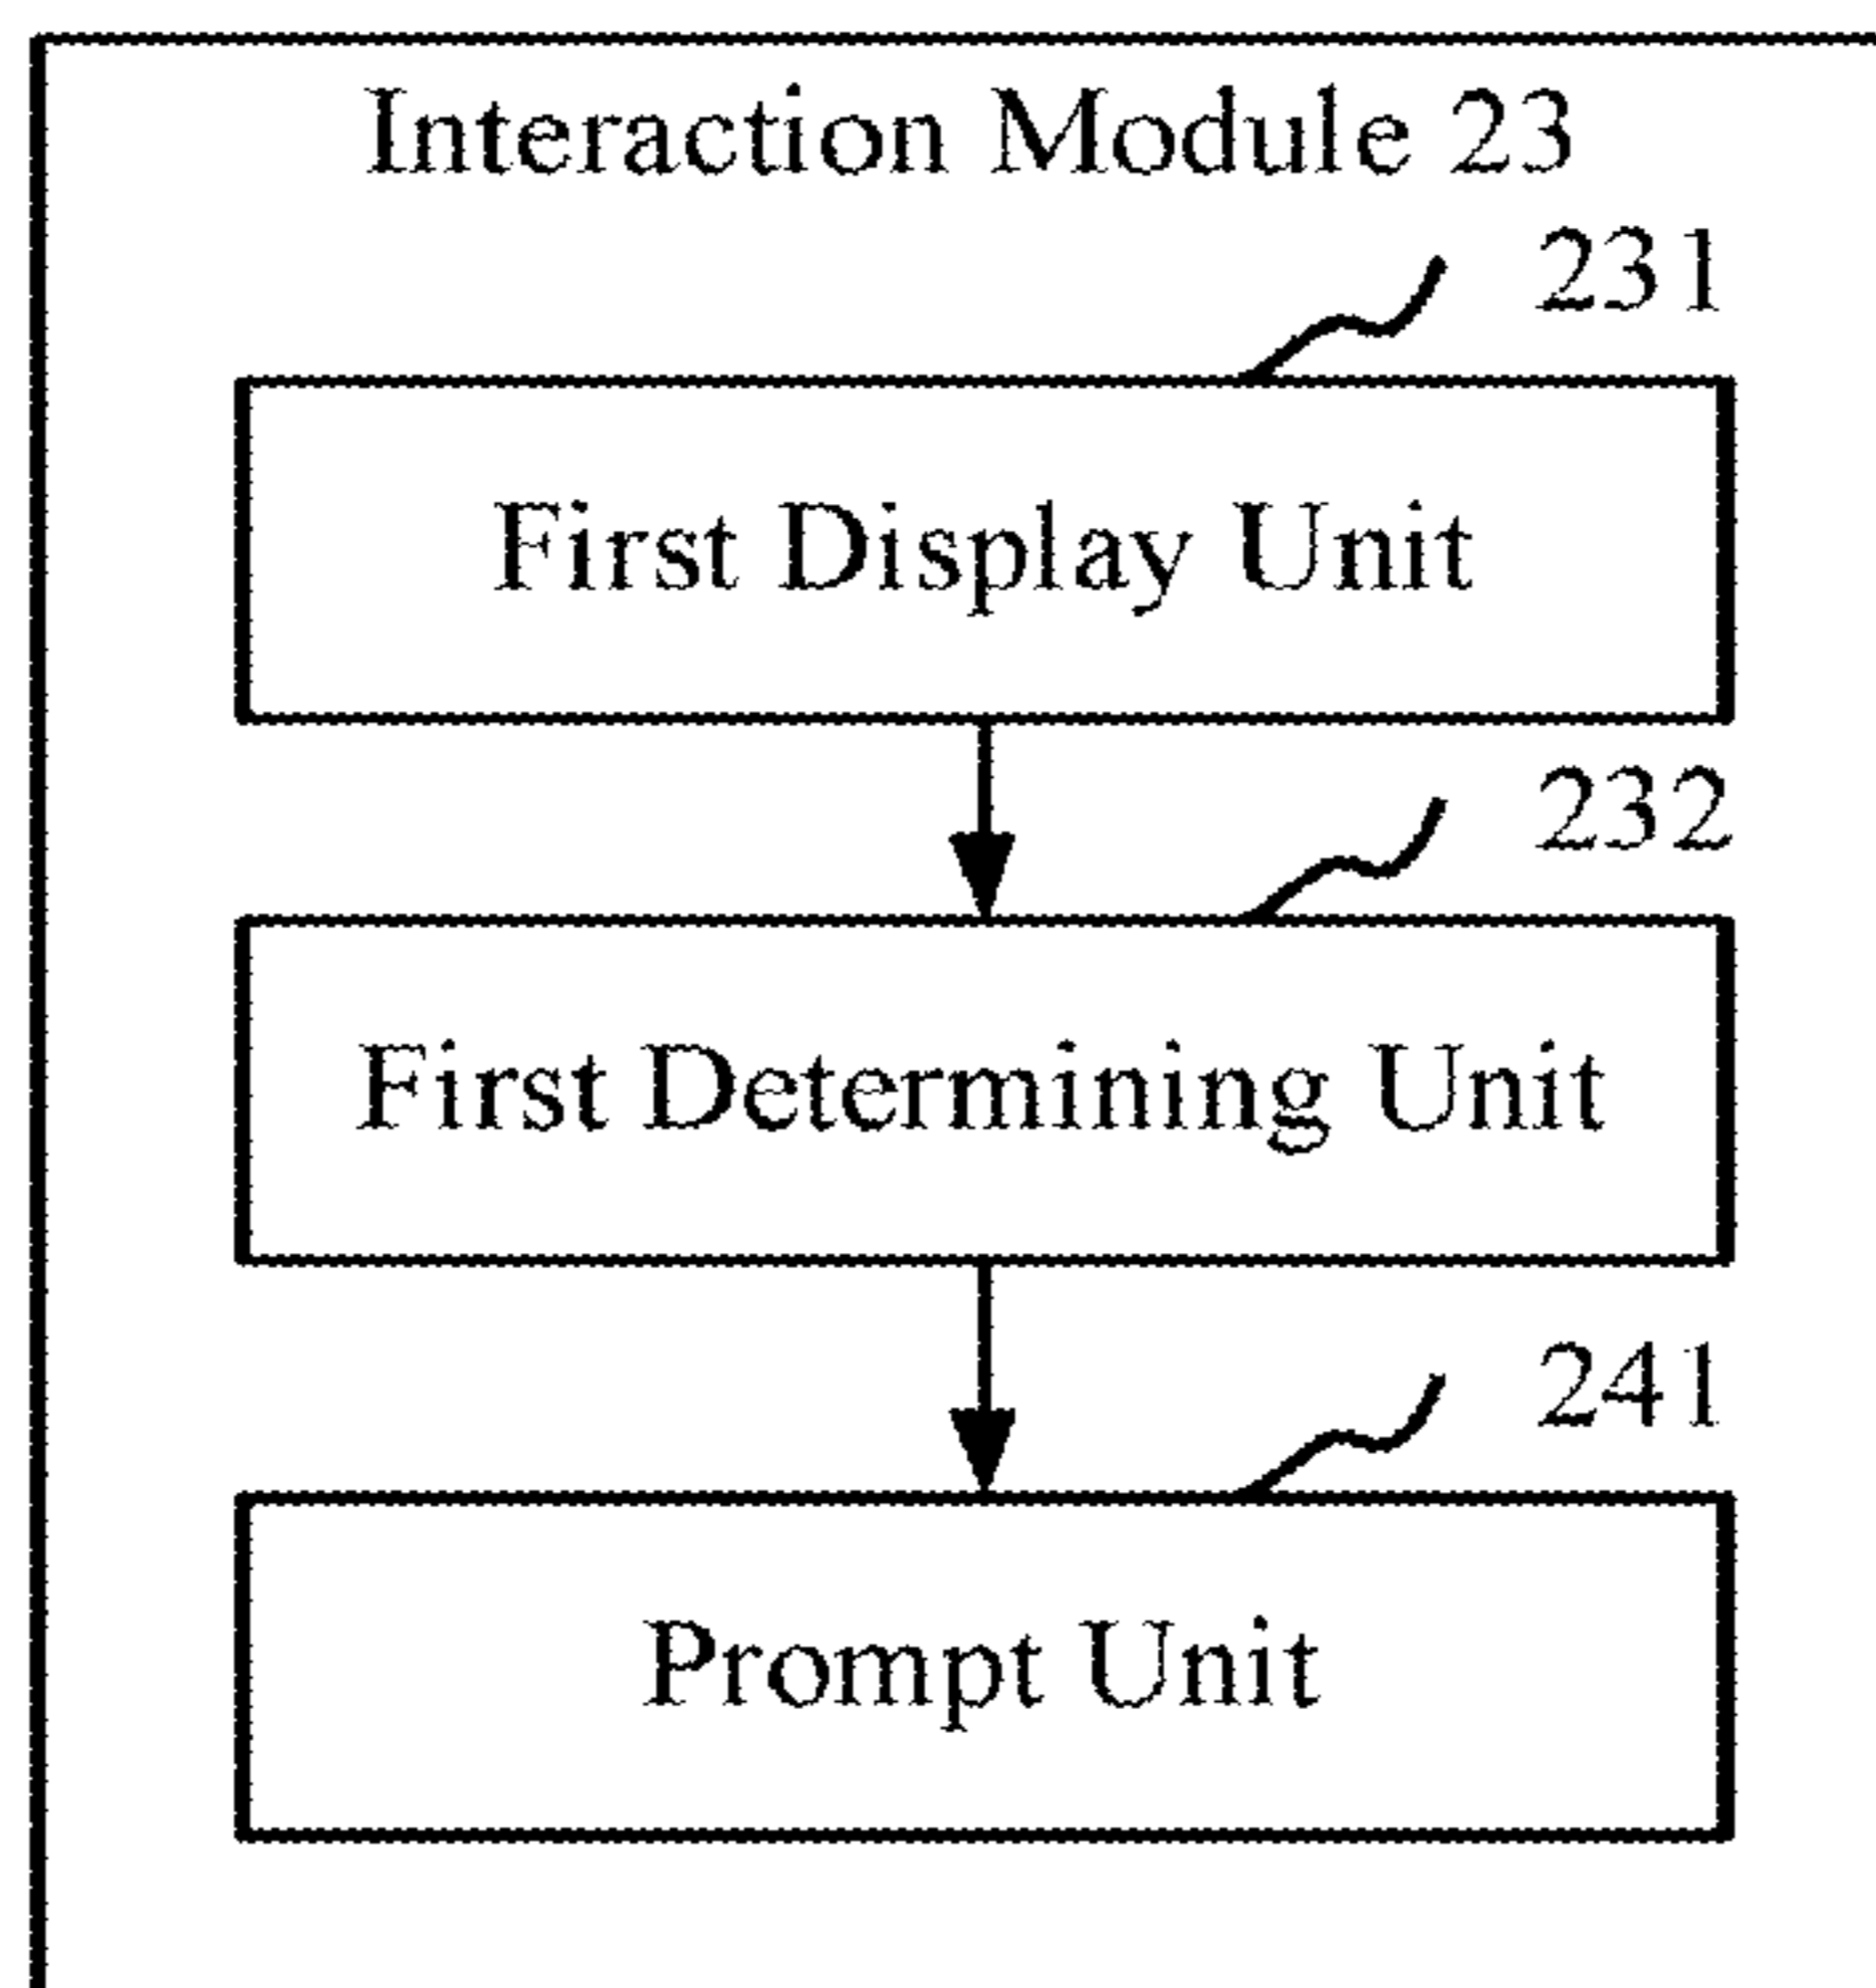 Interaction Module 23
231
First Display Unit
232
First Determining Unit
241
Prompt Unit